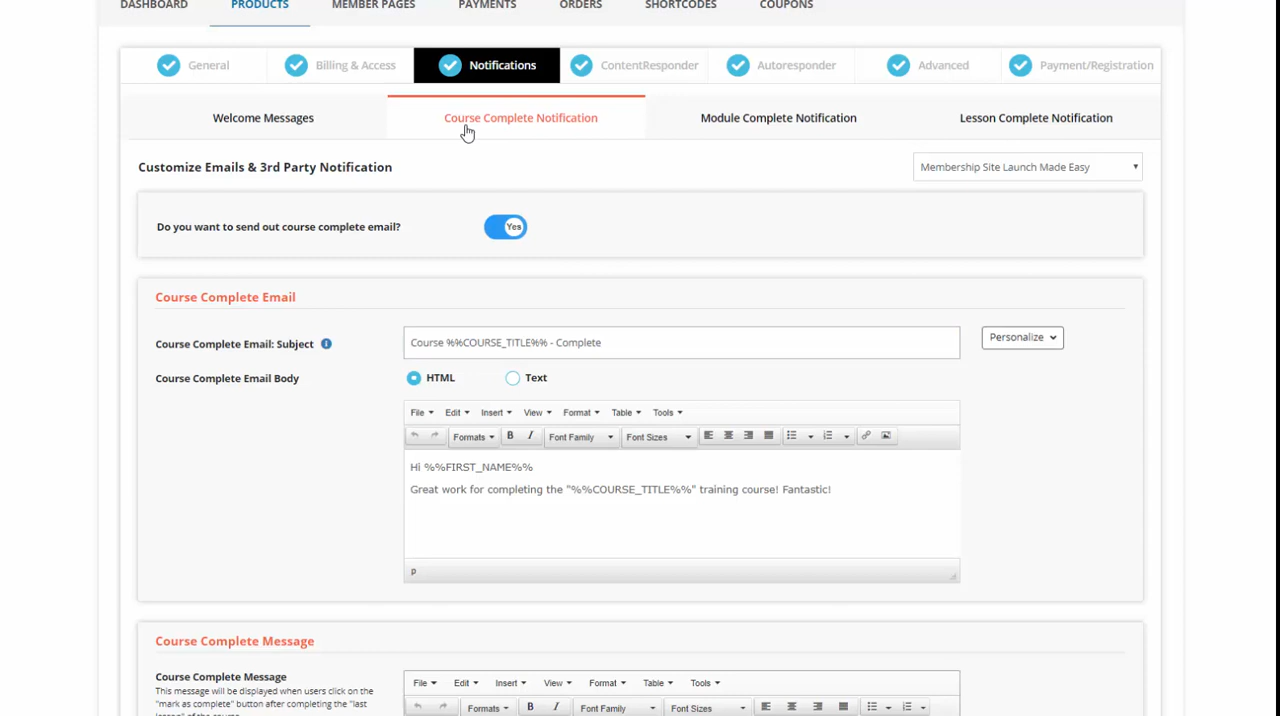 DASHBOARD PRODUCTS MEMBER PAGES PAYMENTS ORDERS SHORTCODES COUPONS
General Billing & Access Notifications ContentResponder Autoresponder Advanced Payment/Registration
Welcome Messages Course Complete Notification Module Complete Notification Lesson Complete Notification
Customize Emails & 3rd Party Notification Membership Site Launch Made Easy
Do you want to send out course complete email? Yes
Course Complete Email
Course Complete Email: Subject Course %%COURSE_TITLE%% - Complete Personalize
Course Complete Email Body HTML Text
File Edit Insert View Format Table Tools
Formats B I Font Family Font Sizes
Hi %%FIRST_NAME%%
Great work for completing the "%%COURSE_TITLE%%" training course! Fantastic!
p
Course Complete Message
Course Complete Message File Edit Insert View Format Table Tools
This message will be displayed when users click on the
"mark as complete" button after completing the "last
Formats B I Font Family Font Sizes